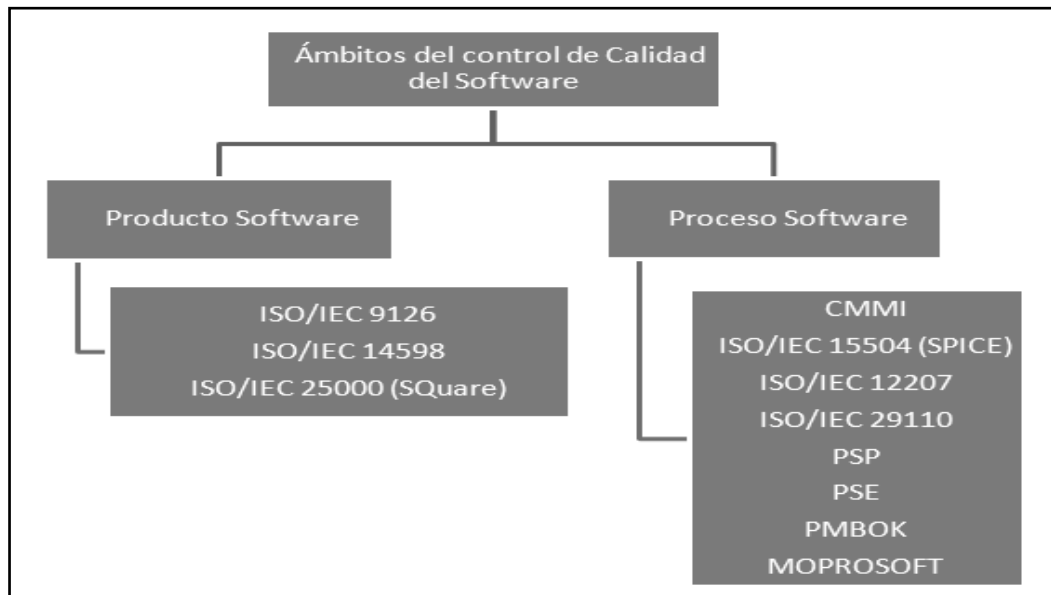 Ámbitos del control de Calidad
del Software
Producto Software
Proceso Software
ISO/IEC 9126
ISO/IEC 14598
ISO/IEC 25000 (SQuare)
CMMI
ISO/IEC 15504 (SPICE)
ISO/IEC 12207
ISO/IEC 29110
PSP
PSE
PMBOK
MOPROSOFT